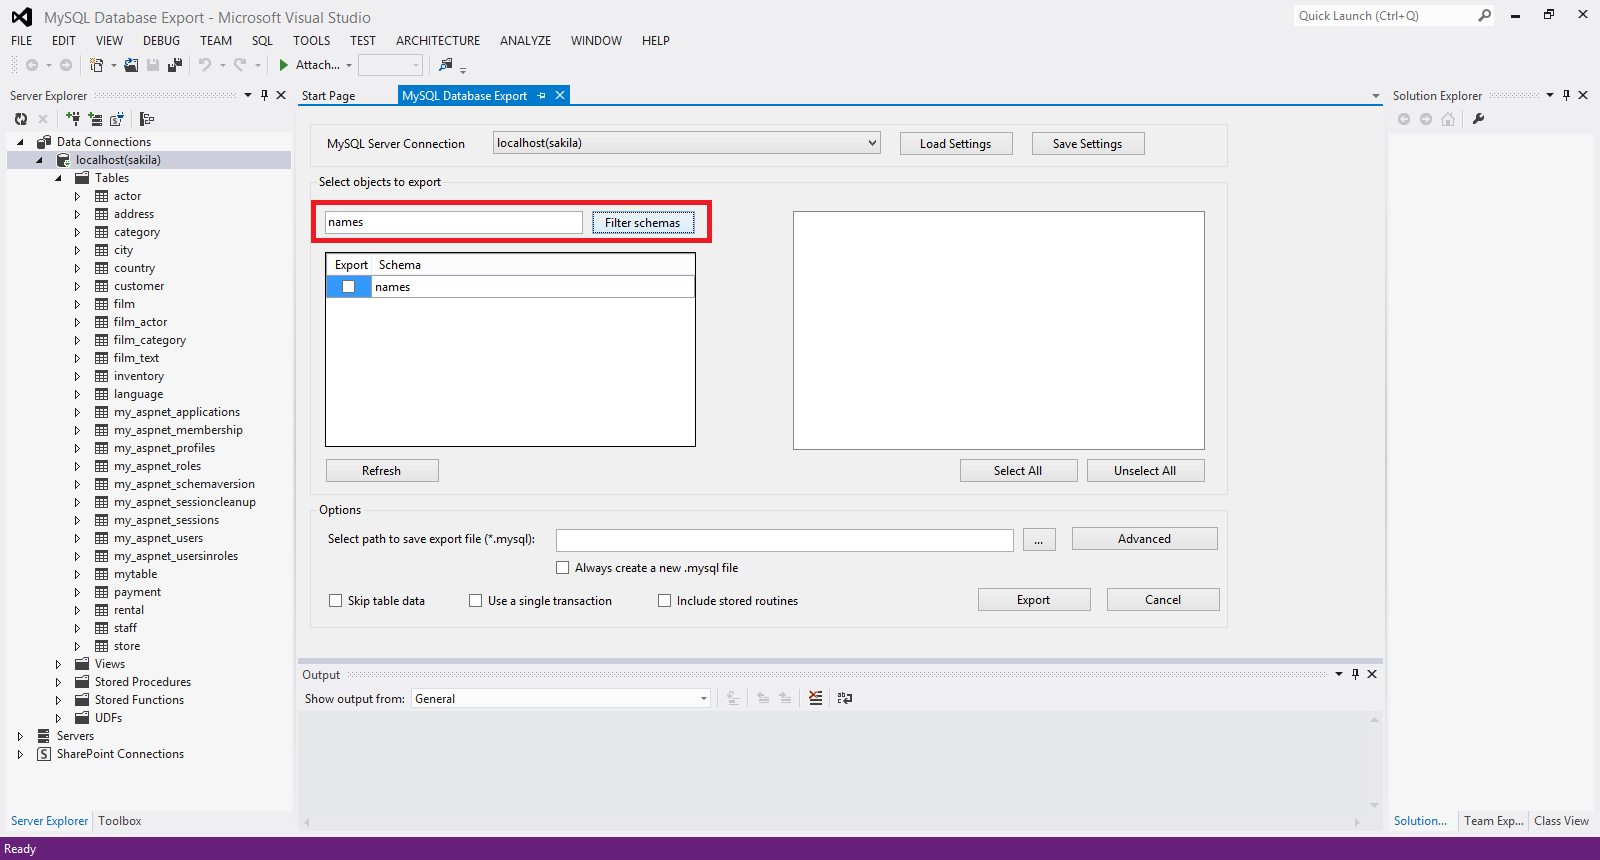 MySQL Database Export - Microsoft Visual Studio
Quick Launch (Ctrl+Q)
FILE EDIT VIEW DEBUG TEAM SQL TOOLS TEST ARCHITECTURE ANALYZE WINDOW HELP
Attach...
Server Explorer
Data Connections
localhost(sakila)
Tables
actor
address
category
city
country
customer
film
film_actor
film_category
film_text
inventory
language
my_aspnet_applications
my_aspnet_membership
my_aspnet_profiles
my_aspnet_roles
my_aspnet_schemaversion
my_aspnet_sessioncleanup
my_aspnet_sessions
my_aspnet_users
my_aspnet_usersinroles
mytable
payment
rental
staff
store
Views
Stored Procedures
Stored Functions
UDFs
Servers
SharePoint Connections
Server Explorer Toolbox
Start Page MySQL Database Export
MySQL Server Connection localhost(sakila) Load Settings Save Settings
Select objects to export
names Filter schemas
Export Schema
names
Refresh Select All Unselect All
Options
Select path to save export file (*.mysql): ... Advanced
Always create a new .mysql file
Skip table data Use a single transaction Include stored routines Export Cancel
Output
Show output from: General
Solution Explorer
Solution... Team Exp... Class View
Ready